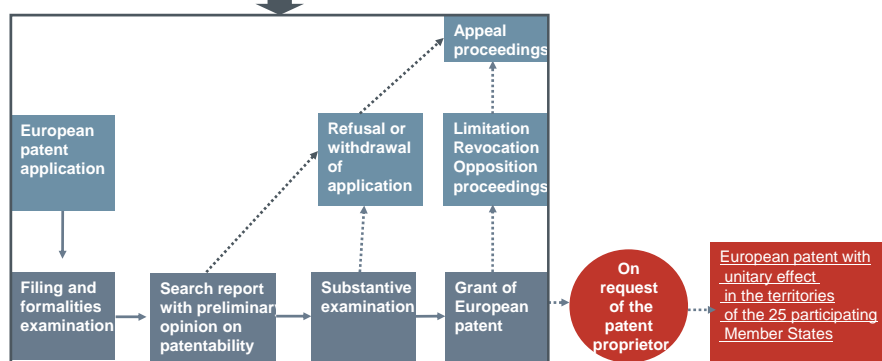 Appeal
proceedings
European
patent
application
Refusal or
withdrawal
of
application
Limitation
Revocation
Opposition
proceedings
Filing and
formalities
examination
Search report
with preliminary
opinion on
patentability
Substantive
examination
Grant of
European
patent
On
request
of the
patent
proprietor
European patent with
unitary effect
in the territories
of the 25 participating
Member States